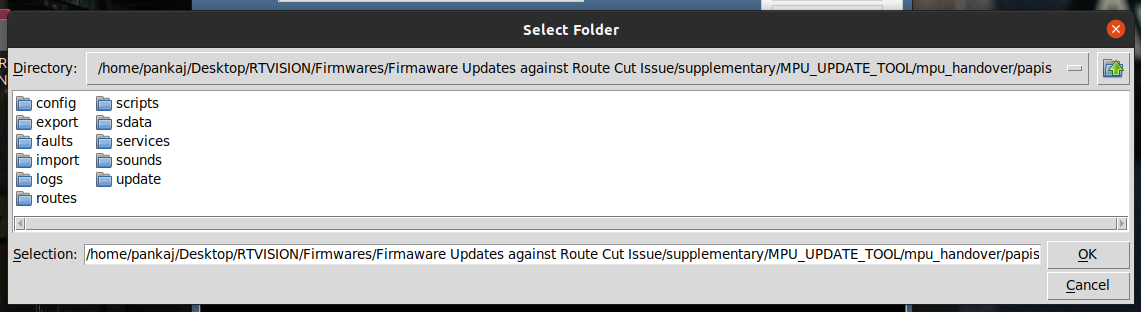 Select Folder
Directory: /home/pankaj/Desktop/RTVISION/Firmwares/Firmaware Updates against Route Cut Issue/supplementary/MPU_UPDATE_TOOL/mpu_handover/papis
config scripts
export sdata
faults services
import sounds
logs update
routes
Selection: /home/pankaj/Desktop/RTVISION/Firmwares/Firmaware Updates against Route Cut Issue/supplementary/MPU_UPDATE_TOOL/mpu_handover/papis OK
Cancel